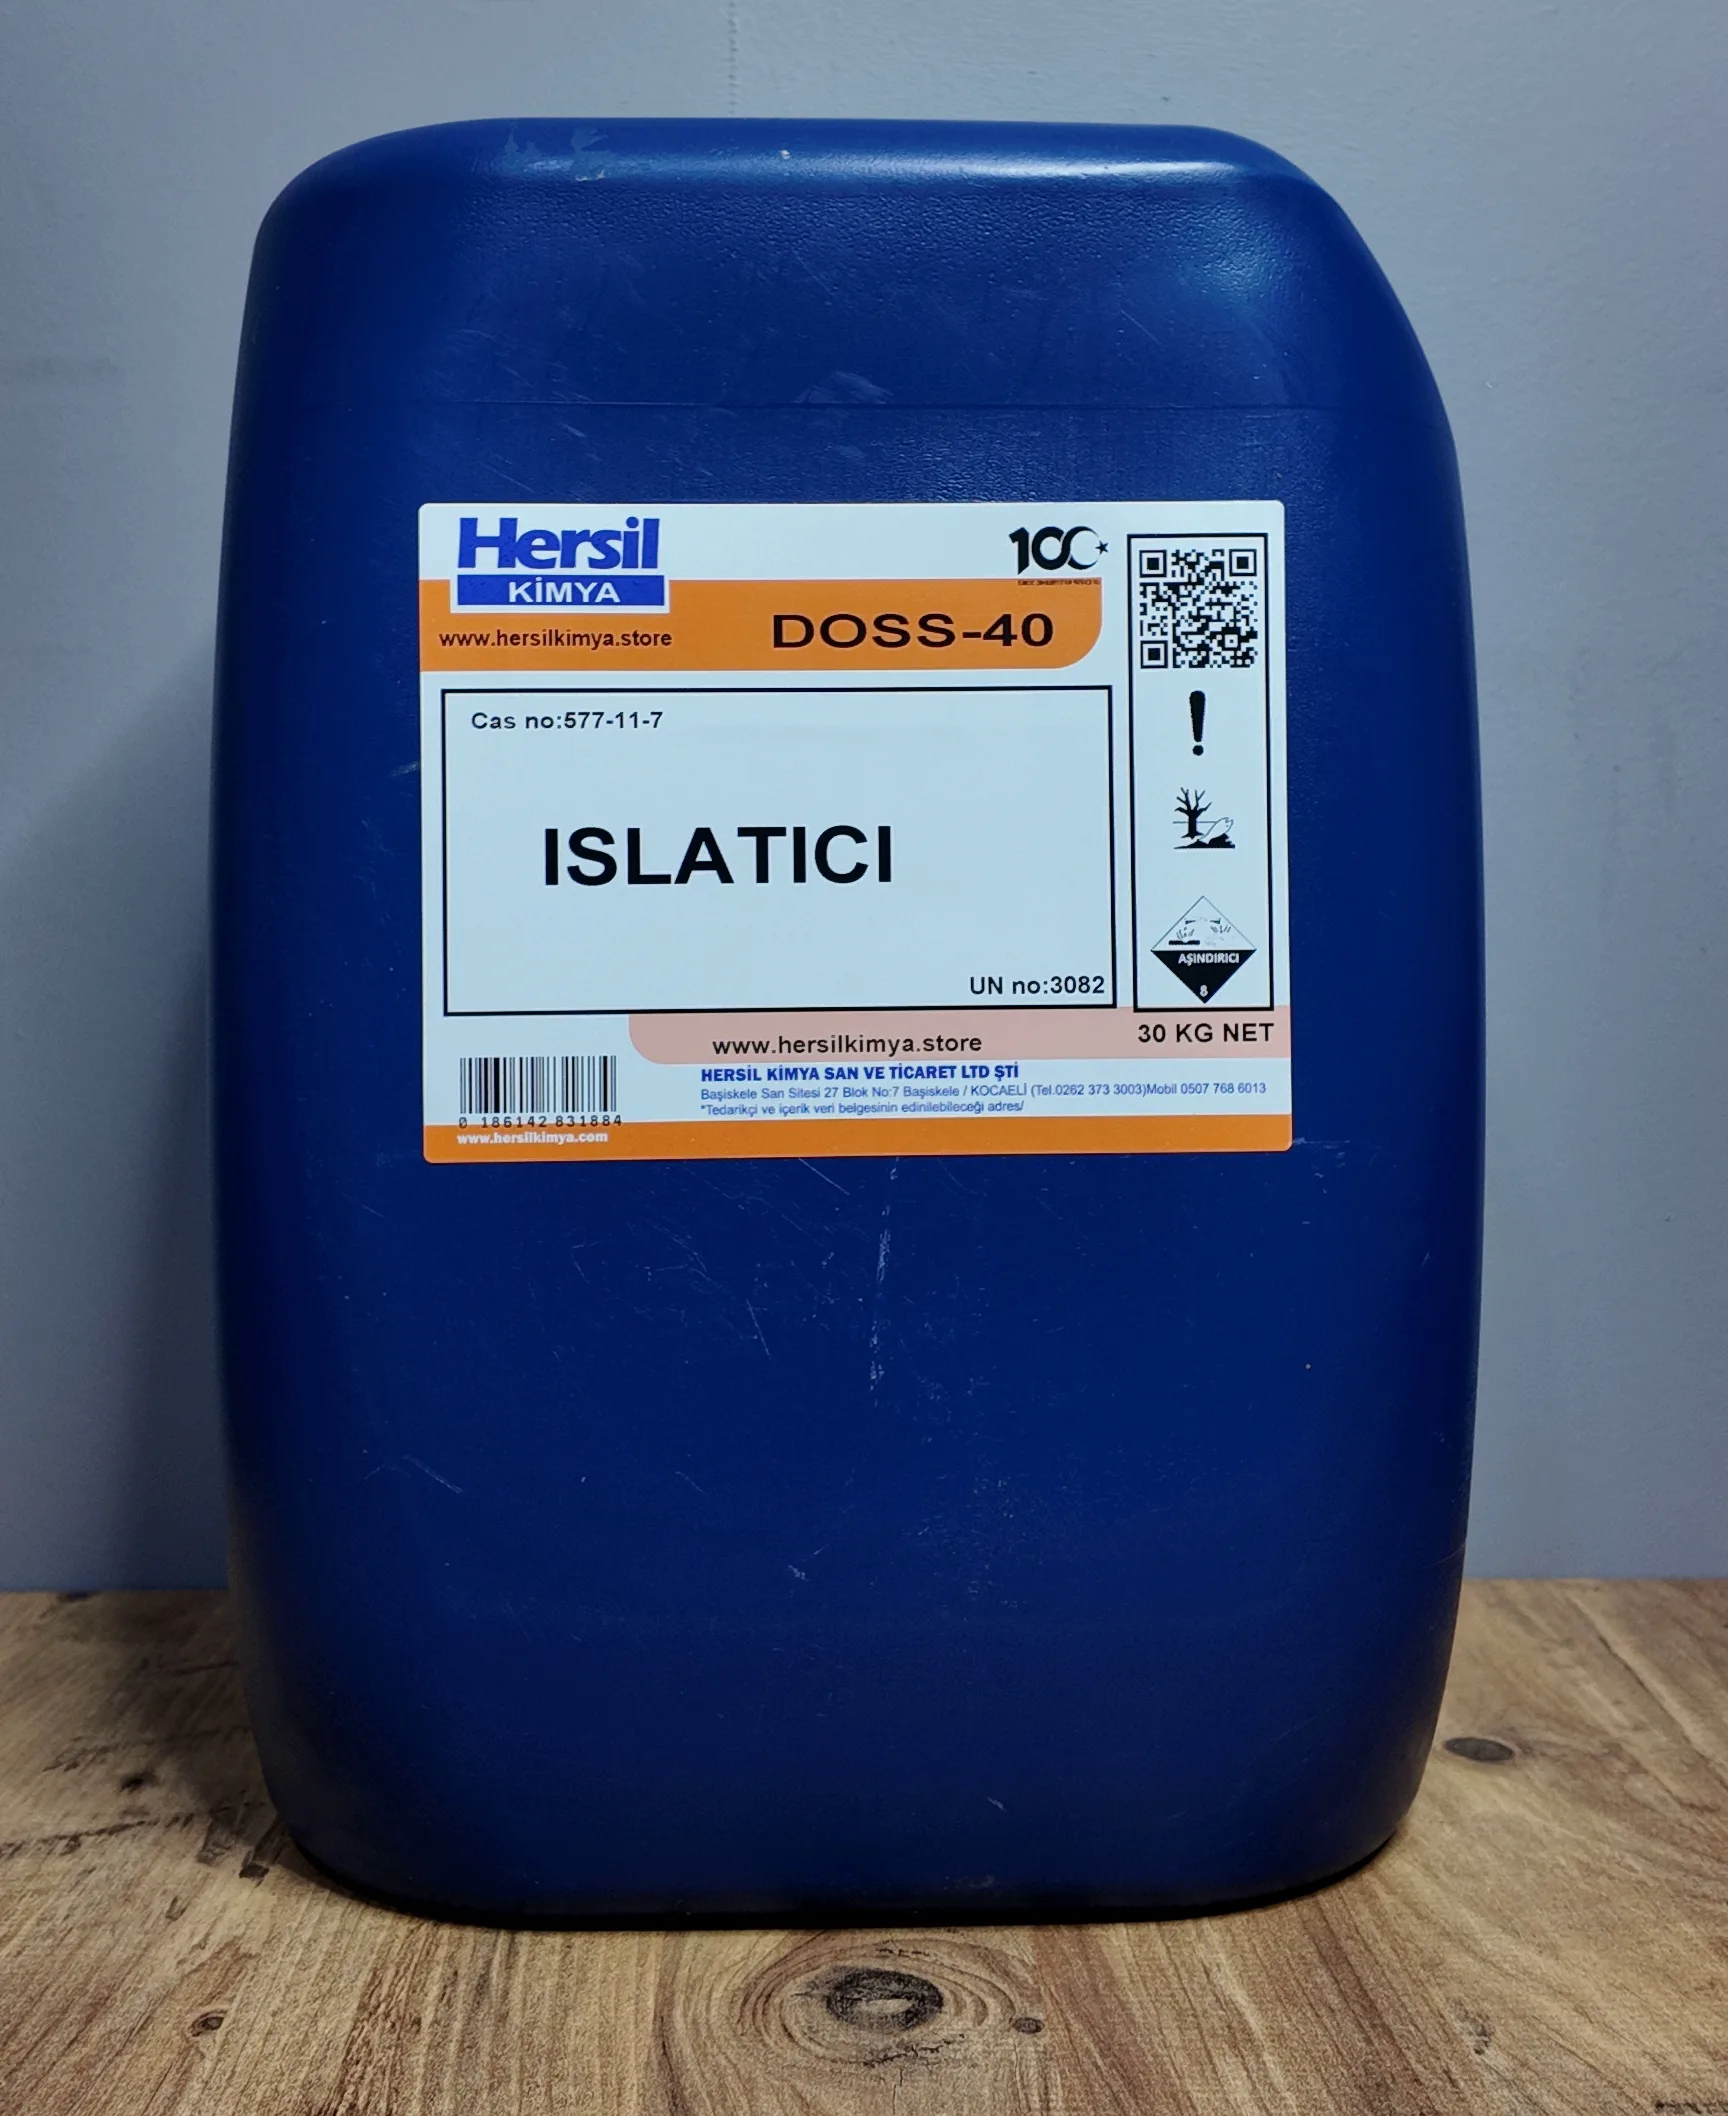 Hersil
KİMYA
100
www.hersilkimya.store
DOSS-40
Cas no:577-11-7
ISLATICI
UN no:3082
AŞINDIRICI
8
30 KG NET
www.hersilkimya.store
HERSİL KİMYA SAN VE TİCARET LTD ŞTİ
Başiskele San Sitesi 27 Blok No:7 Başiskele / KOCAELİ (Tel.0262 373 3003)Mobil 0507 768 6013
*Tedarikçi ve içerik veri belgesinin edinilebileceği adres/
0 186142 831884
www.hersilkimya.com